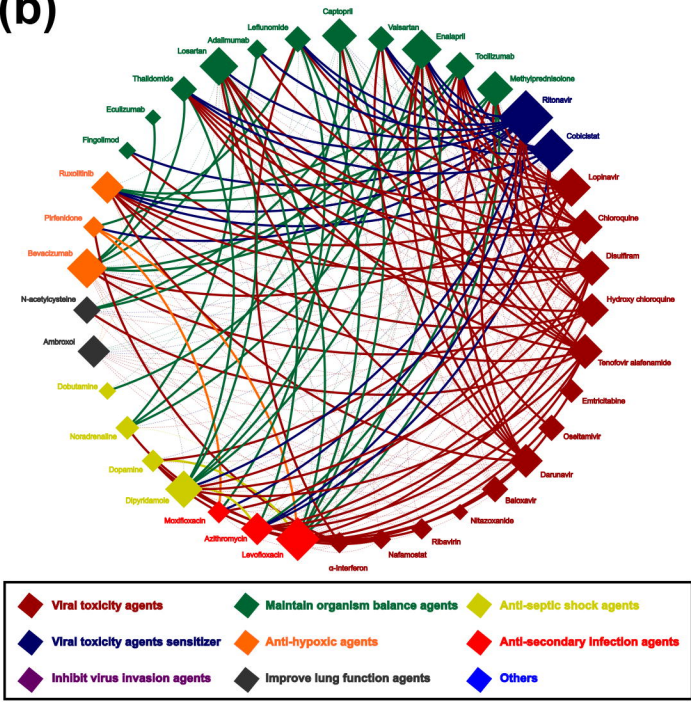 (b)
Captopril
Leflunomide
Valsartan
Adalimumab
Enalapril
Losartan
Tocilizumab
Thalidomide
Methylprednisolone
Ritonavir
Eculizumab
Cobicistat
Fingolimod
Ruxolitinib
Lopinavir
Pirfenidone
Chloroquine
Bevacizumab
Disulfiram
N-acetylcysteine
Hydroxy chloroquine
Ambroxol
Tenofovir alafenamide
Dobutamine
Emtricitabine
Noradrenaline
Oseltamivir
Dopamine
Darunavir
Dipyridamole
Baloxavir
Moxifloxacin
Nitazoxanide
Azithromycin
Ribavirin
Levofloxacin
Nafamostat
α-Interferon
Viral toxicity agents
Maintain organism balance agents
Anti-septic shock agents
Viral toxicity agents sensitizer
Anti-hypoxic agents
Anti-secondary infection agents
Inhibit virus invasion agents
Improve lung function agents
Others